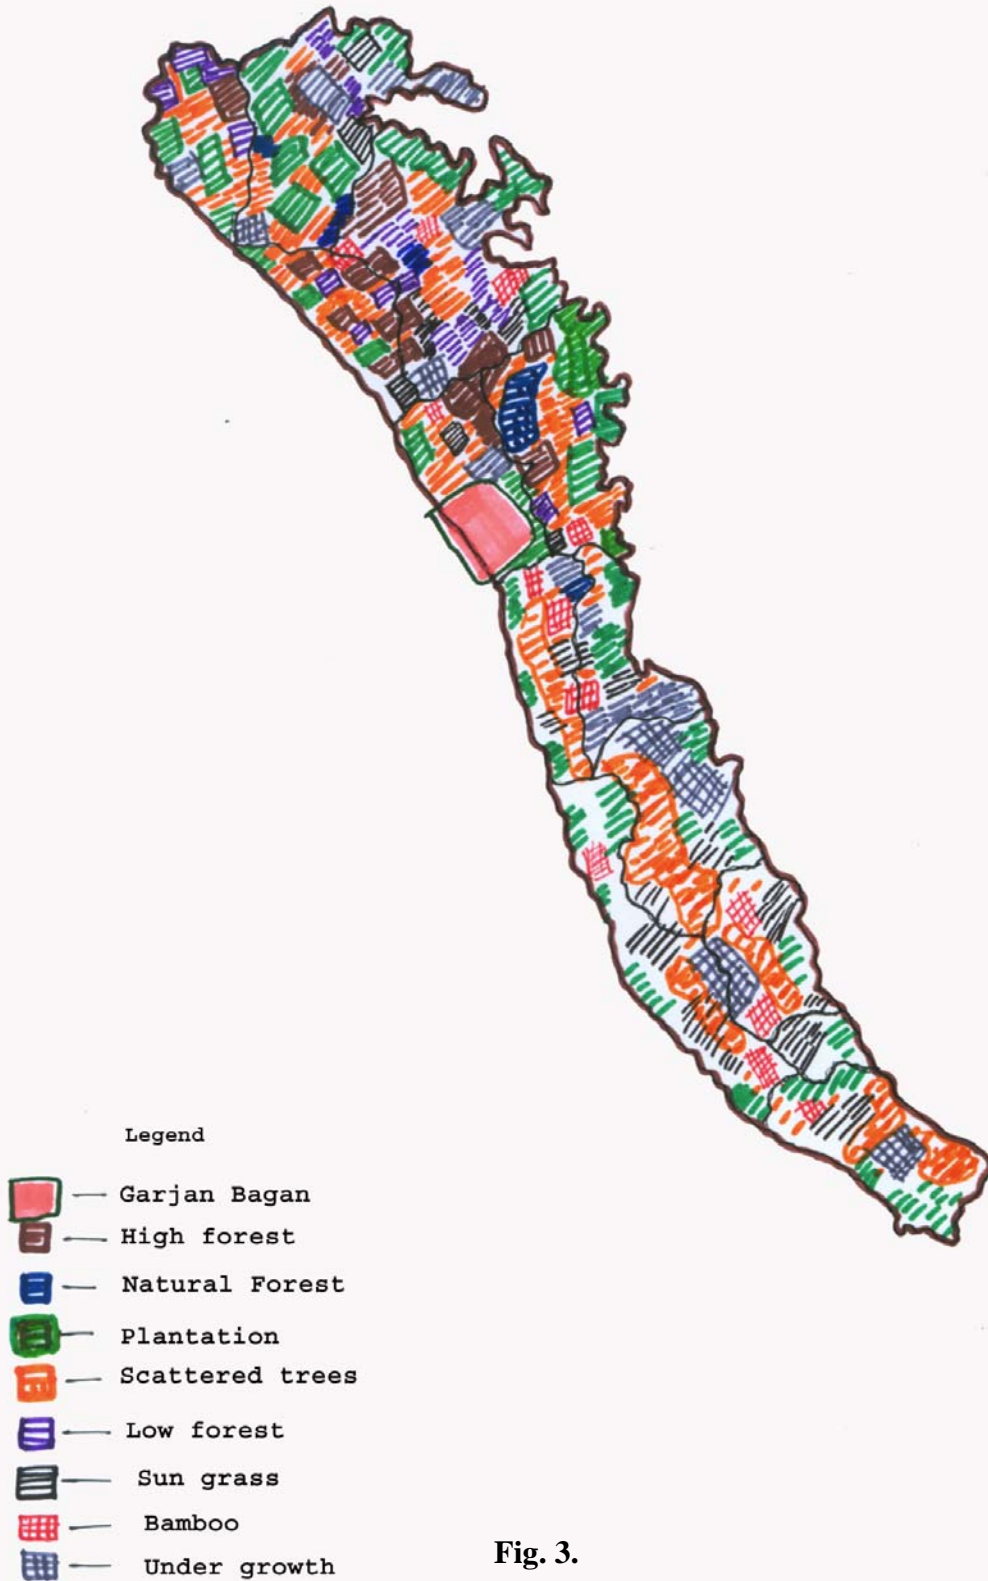 Legend
Garjan Bagan
High forest
Natural Forest
Plantation
Scattered trees
Low forest
Sun grass
Bamboo
Under growth
Fig. 3.